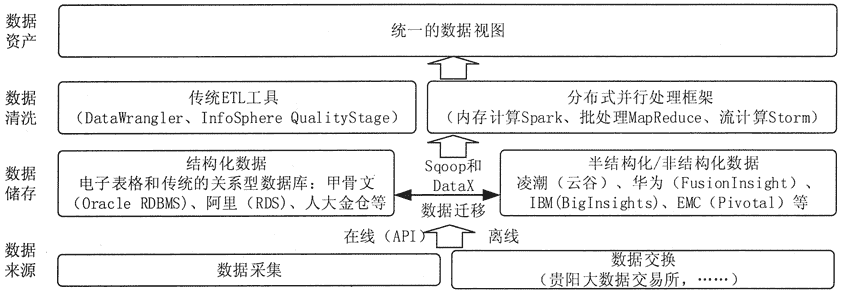 数据
资产
统一的数据视图
数据
清洗
传统ETL工具
（DataWrangler、InfoSphere QualityStage）
分布式并行处理框架
（内存计算Spark、批处理MapReduce、流计算Storm）
数据
储存
结构化数据
电子表格和传统的关系型数据库：甲骨文
（Oracle RDBMS）、阿里（RDS）、人大金仓等
Sqoop和
DataX
数据迁移
半结构化/非结构化数据
凌潮（云谷）、华为（FusionInsight）、
IBM(BigInsights)、EMC（Pivotal）等
在线（API）
离线
数据
来源
数据采集
数据交换
（贵阳大数据交易所，……）